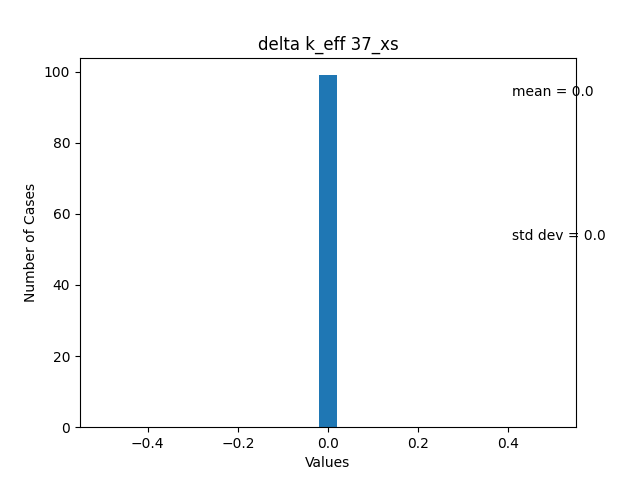 delta k_eff 37_xs
100
80
60
40
20
0
Number of Cases
mean = 0.0
std dev = 0.0
−0.4
−0.2
0.0
0.2
0.4
Values